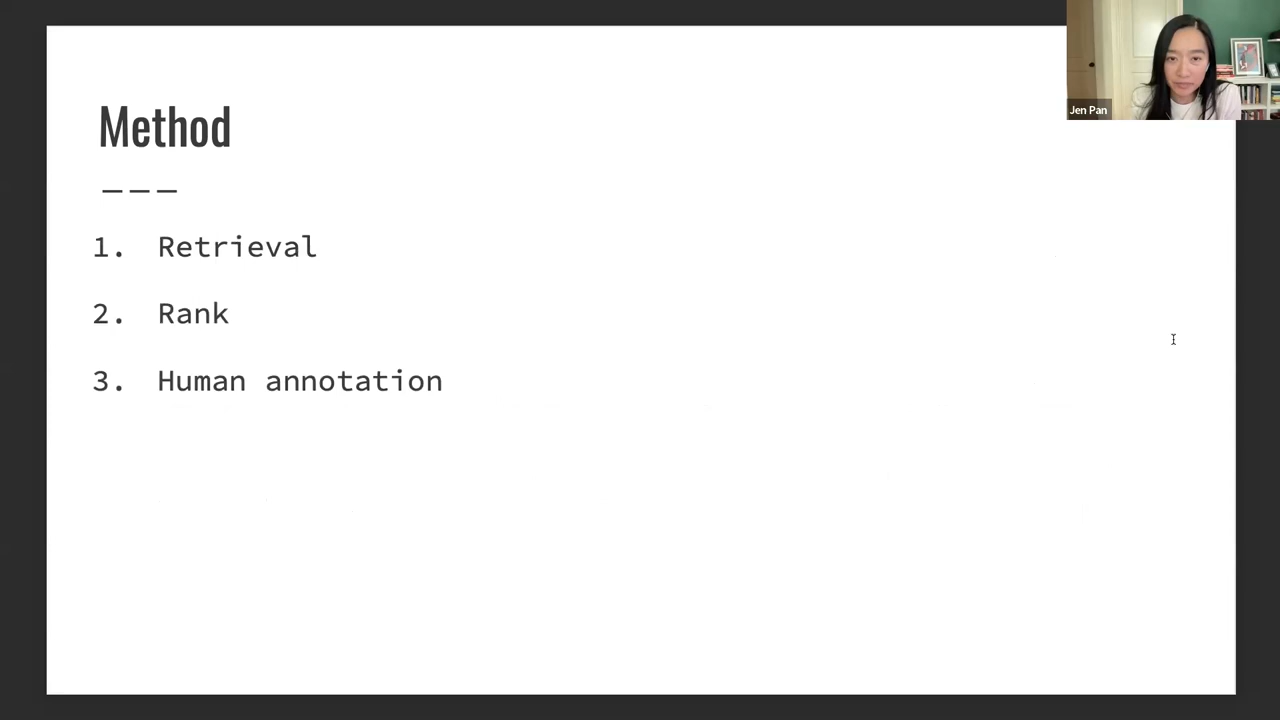 Method
---
1. Retrieval
2. Rank
3. Human annotation
Jen Pan